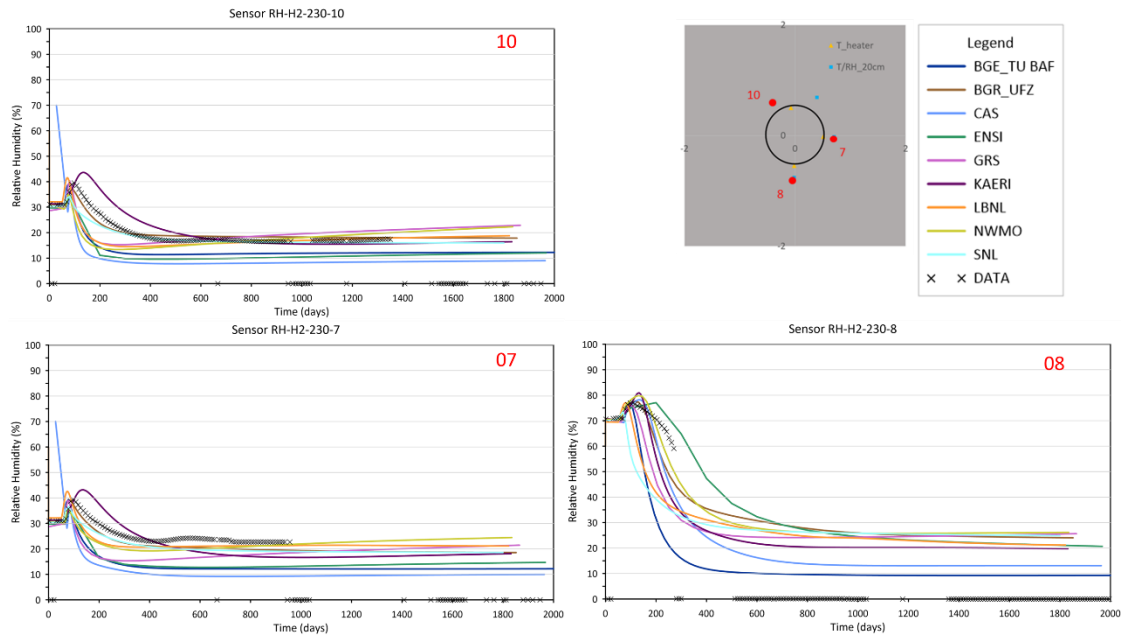 Sensor RH-H2-230-10
10
100
90
80
70
60
50
40
30
20
10
0
Relative Humidity (%)
0 200 400 600 800 1000 1200 1400 1600 1800 2000
Time (days)
2
T_heater
T/RH_20cm
10
0
-2 0 2
7
8
-2
Legend
BGE_TU BAF
BGR_UFZ
CAS
ENSI
GRS
KAERI
LBNL
NWMO
SNL
DATA
Sensor RH-H2-230-7
07
100
90
80
70
60
50
40
30
20
10
0
Relative Humidity (%)
0 200 400 600 800 1000 1200 1400 1600 1800 2000
Time (days)
Sensor RH-H2-230-8
08
100
90
80
70
60
50
40
30
20
10
0
Relative Humidity (%)
0 200 400 600 800 1000 1200 1400 1600 1800 2000
Time (days)